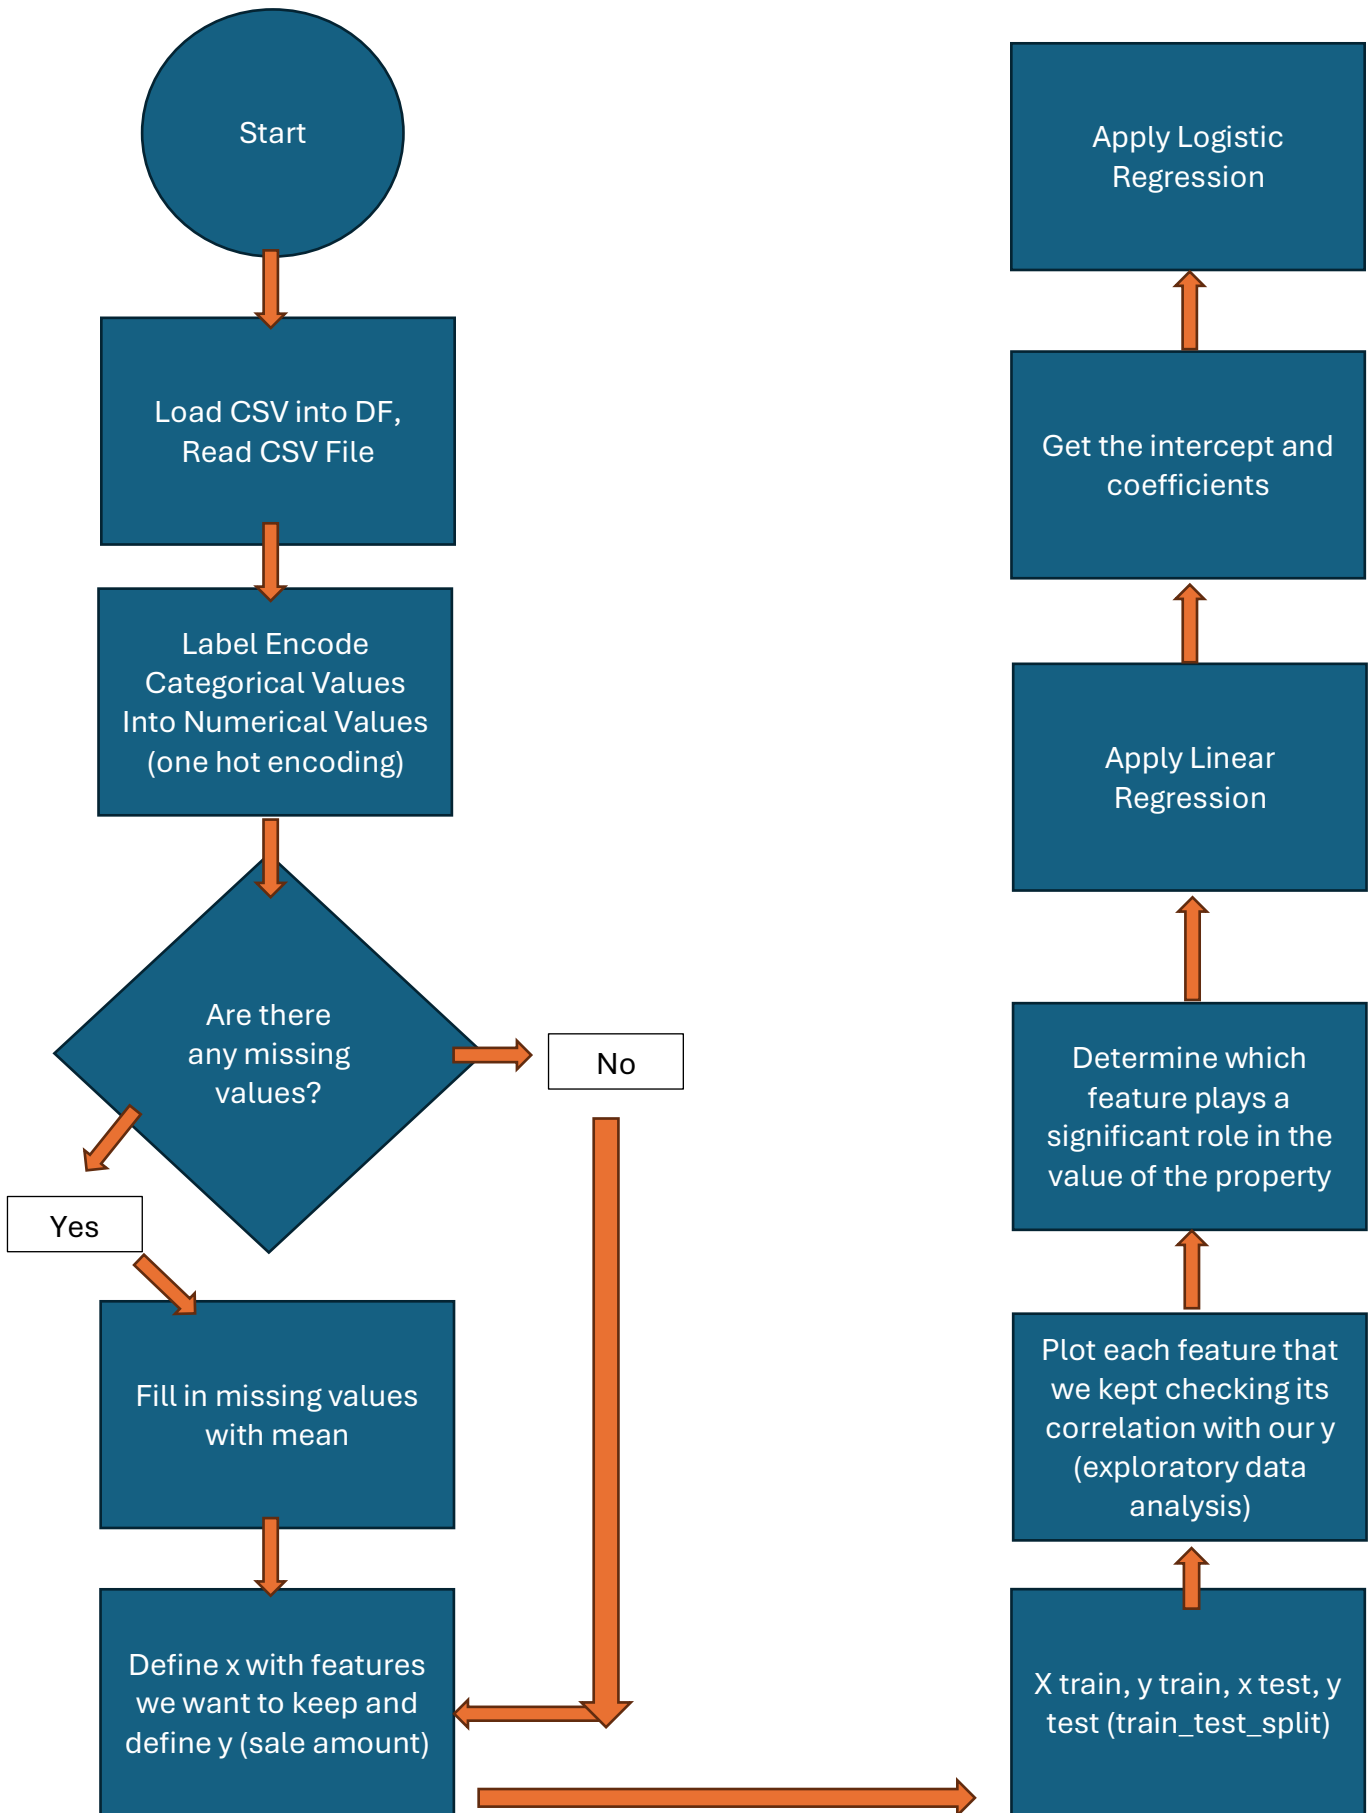 Start
Load CSV into DF,
Read CSV File
Label Encode
Categorical Values
Into Numerical Values
(one hot encoding)
Are there
any missing
values?
No
Yes
Fill in missing values
with mean
Define x with features
we want to keep and
define y (sale amount)
X train, y train, x test, y
test (train_test_split)
Plot each feature that
we kept checking its
correlation with our y
(exploratory data
analysis)
Determine which
feature plays a
significant role in the
value of the property
Apply Linear
Regression
Get the intercept and
coefficients
Apply Logistic
Regression